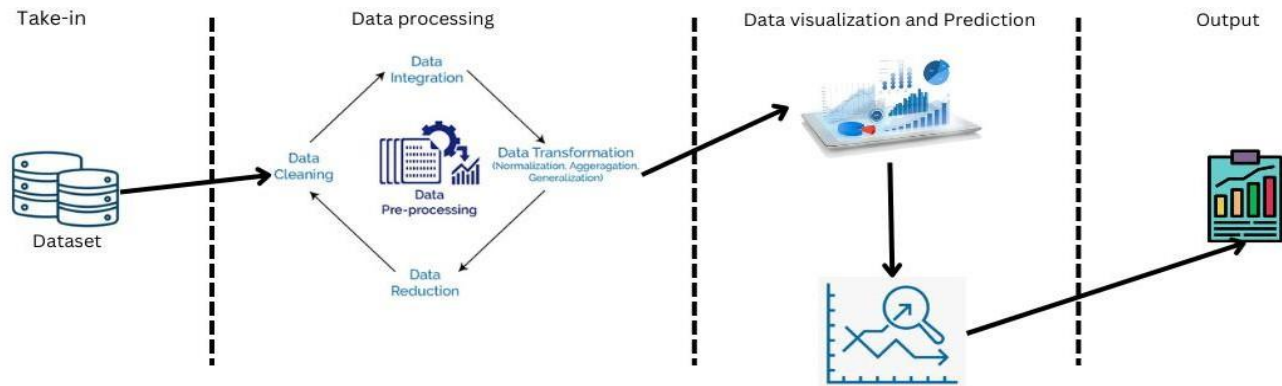 Take-in
Data processing
Data visualization and Prediction
Output
Data
Integration
Data
Cleaning
Data Transformation
(Normalization, Aggeragation,
Generalization)
Data
Pre-processing
Data
Reduction
Dataset